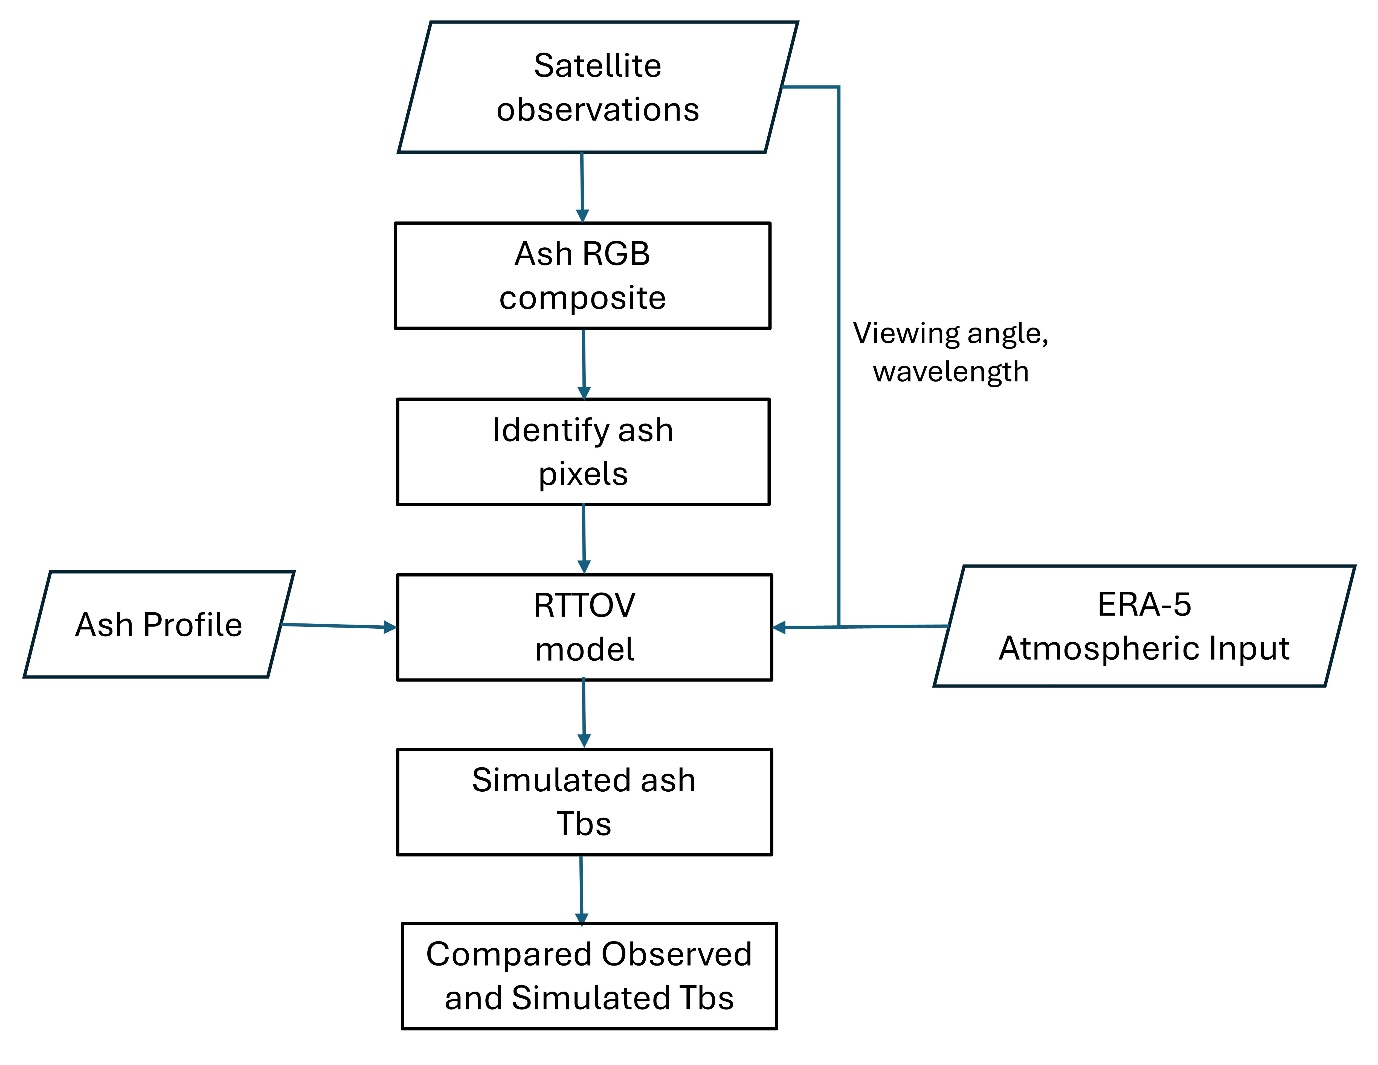 Satellite
observations
Ash RGB
composite
Viewing angle,
wavelength
Identify ash
pixels
Ash Profile
RTTOV
model
ERA-5
Atmospheric Input
Simulated ash
Tbs
Compared Observed
and Simulated Tbs